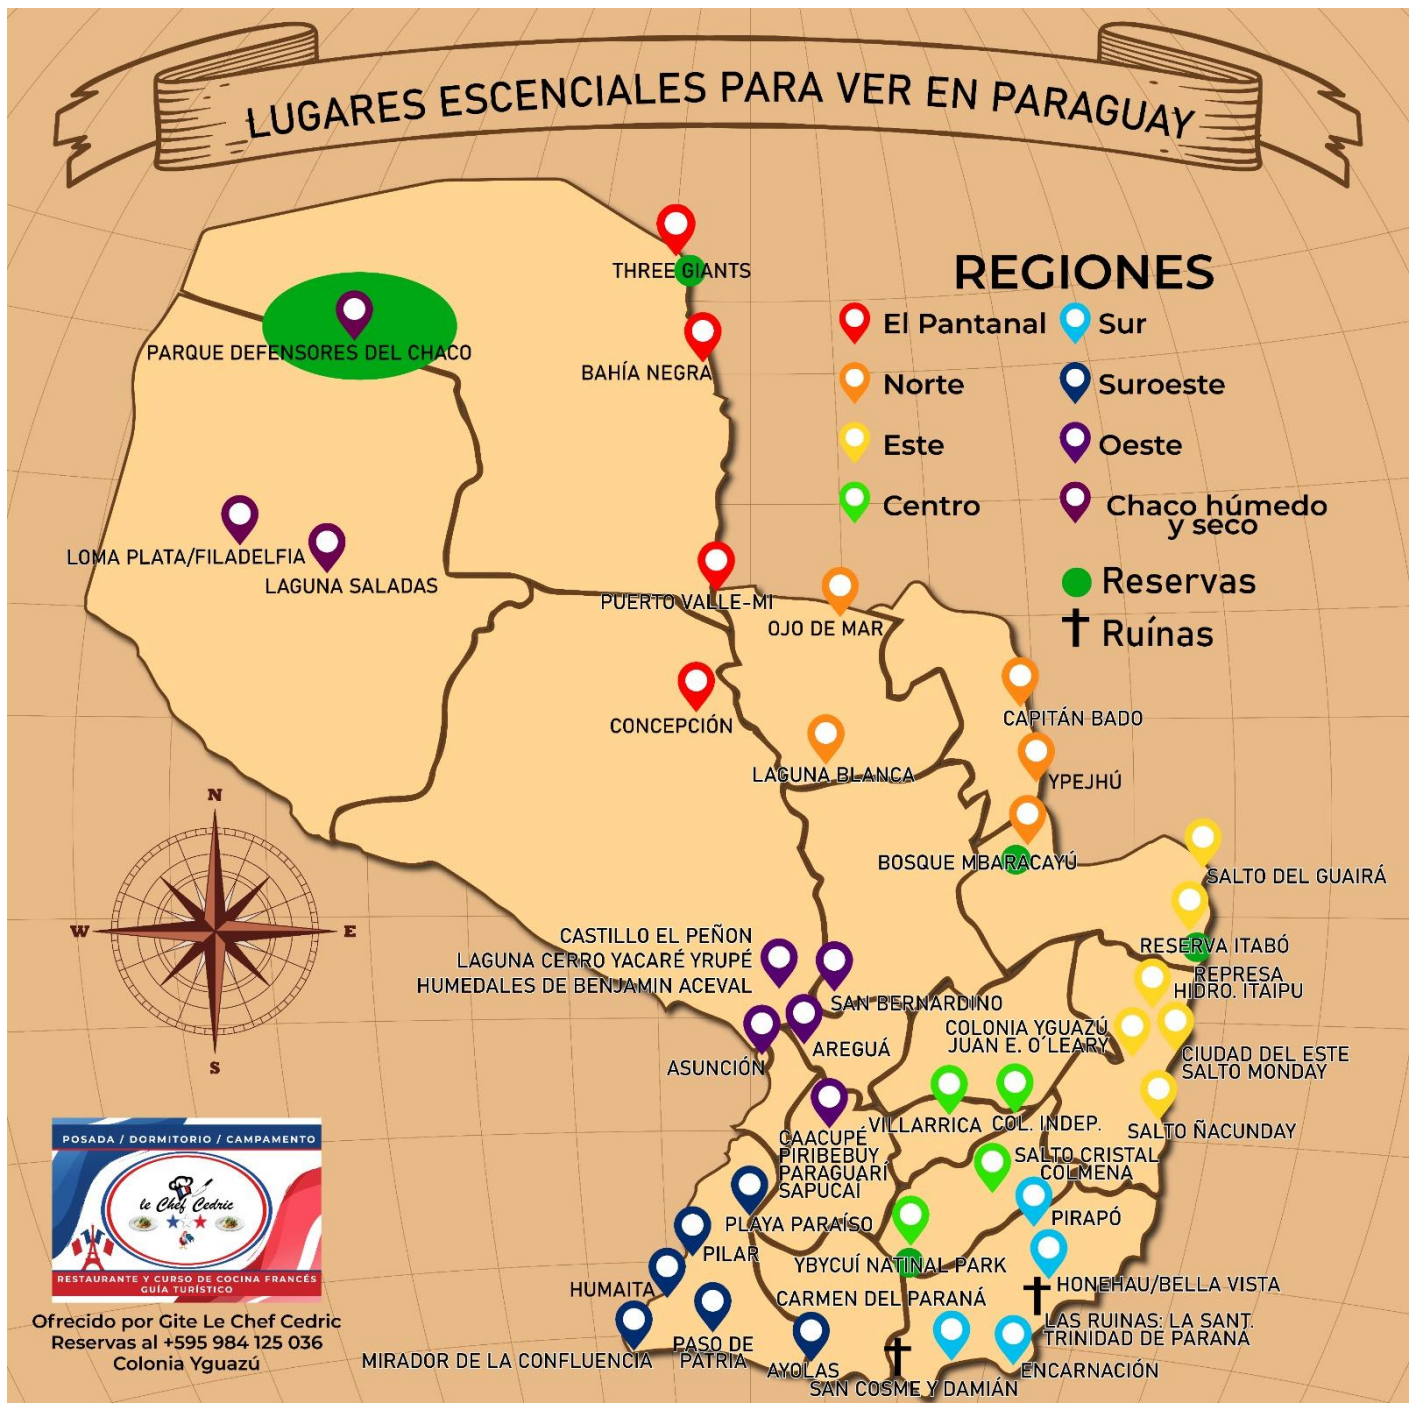 LUGARES ESCENCIALES PARA VER EN PARAGUAY
THREE GIANTS
REGIONES
El Pantanal
Sur
Norte
Suroeste
Este
Oeste
Centro
Chaco húmedo
y seco
Reservas
Ruínas
PARQUE DEFENSORES DEL CHACO
BAHÍA NEGRA
LOMA PLATA/FILADELFIA
LAGUNA SALADAS
PUERTO VALLE-MI
OJO DE MAR
CONCEPCIÓN
CAPITÁN BADO
LAGUNA BLANCA
YPEJHÚ
N
W
E
S
BOSQUE MBARACAYÚ
SALTO DEL GUAIRÁ
CASTILLO EL PEÑON
LAGUNA CERRO YACARÉ YRUPÉ
HUMEDALES DE BENJAMIN ACEVAL
RESERVA ITABÓ
REPRESA
HIDRO. ITAIPU
SAN BERNARDINO
COLONIA YGUAZÚ
JUAN E. O´LEARY
AREGUÁ
ASUNCIÓN
CIUDAD DEL ESTE
SALTO MONDAY
VILLARRICA
COL. INDEP.
SALTO ÑACUNDAY
CAACUPÉ
PIRIBEBUY
PARAGUARÍ
SAPUCAÍ
SALTO CRISTAL
COLMENA
PLAYA PARAÍSO
PIRAPÓ
PILAR
YBYCUÍ NATINAL PARK
HUMAITA
HONEHAU/BELLA VISTA
CARMEN DEL PARANÁ
LAS RUINAS: LA SANT.
TRINIDAD DE PARANÁ
PASO DE
PATRIA
MIRADOR DE LA CONFLUENCIA
AYOLAS
ENCARNACIÓN
SAN COSME Y DAMIÁN
POSADA / DORMITORIO / CAMPAMENTO
le Chef Cedric
RESTAURANTE Y CURSO DE COCINA FRANCÉS
GUÍA TURÍSTICO
Ofrecido por Gite Le Chef Cedric
Reservas al +595 984 125 036
Colonia Yguazú